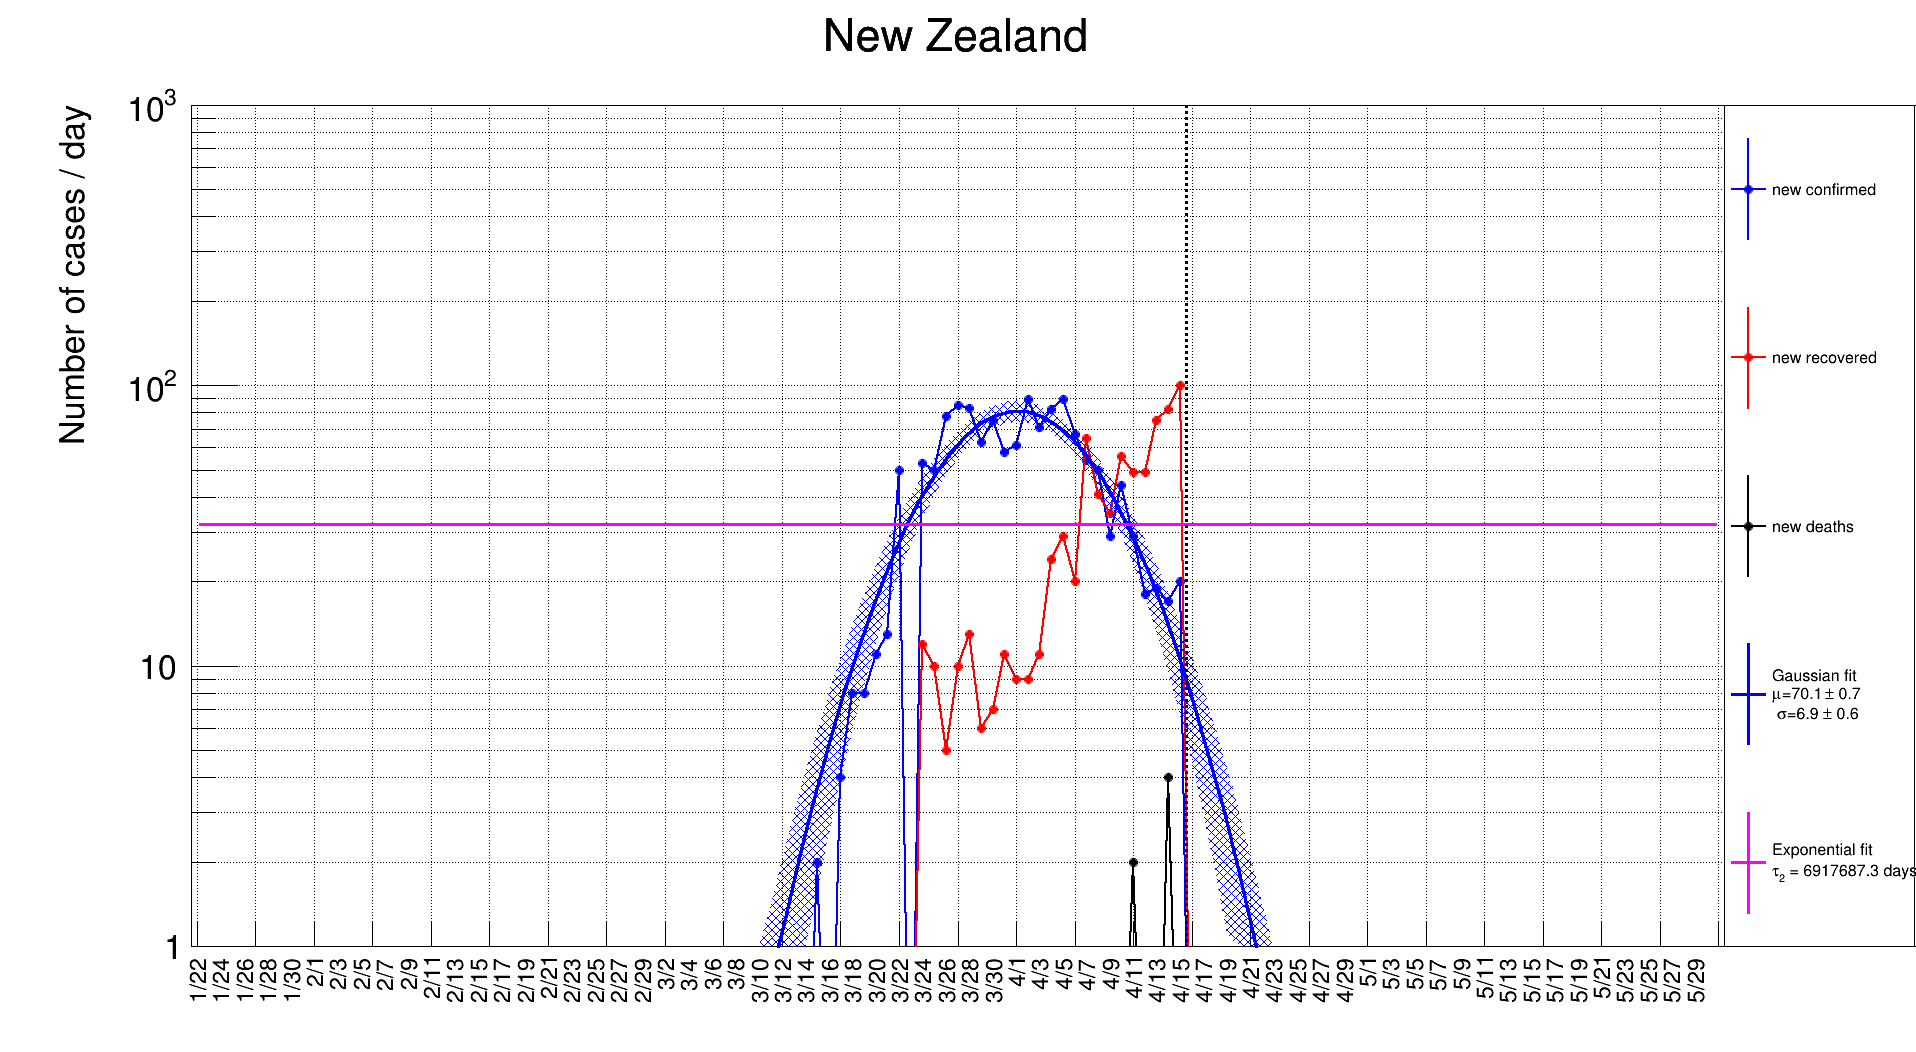 New Zealand
Number of cases / day
10³
10²
10
1
1/22 1/24 1/26 1/28 1/30 2/1 2/3 2/5 2/7 2/9 2/11 2/13 2/15 2/17 2/19 2/21 2/23 2/25 2/27 2/29 3/2 3/4 3/6 3/8 3/10 3/12 3/14 3/16 3/18 3/20 3/22 3/24 3/26 3/28 3/30 4/1 4/3 4/5 4/7 4/9 4/11 4/13 4/15 4/17 4/19 4/21 4/23 4/25 4/27 4/29 5/1 5/3 5/5 5/7 5/9 5/11 5/13 5/15 5/17 5/19 5/21 5/23 5/25 5/27 5/29
new confirmed
new recovered
new deaths
Gaussian fit
μ=70.1 ± 0.7
σ=6.9 ± 0.6
Exponential fit
τ₂ = 6917687.3 days